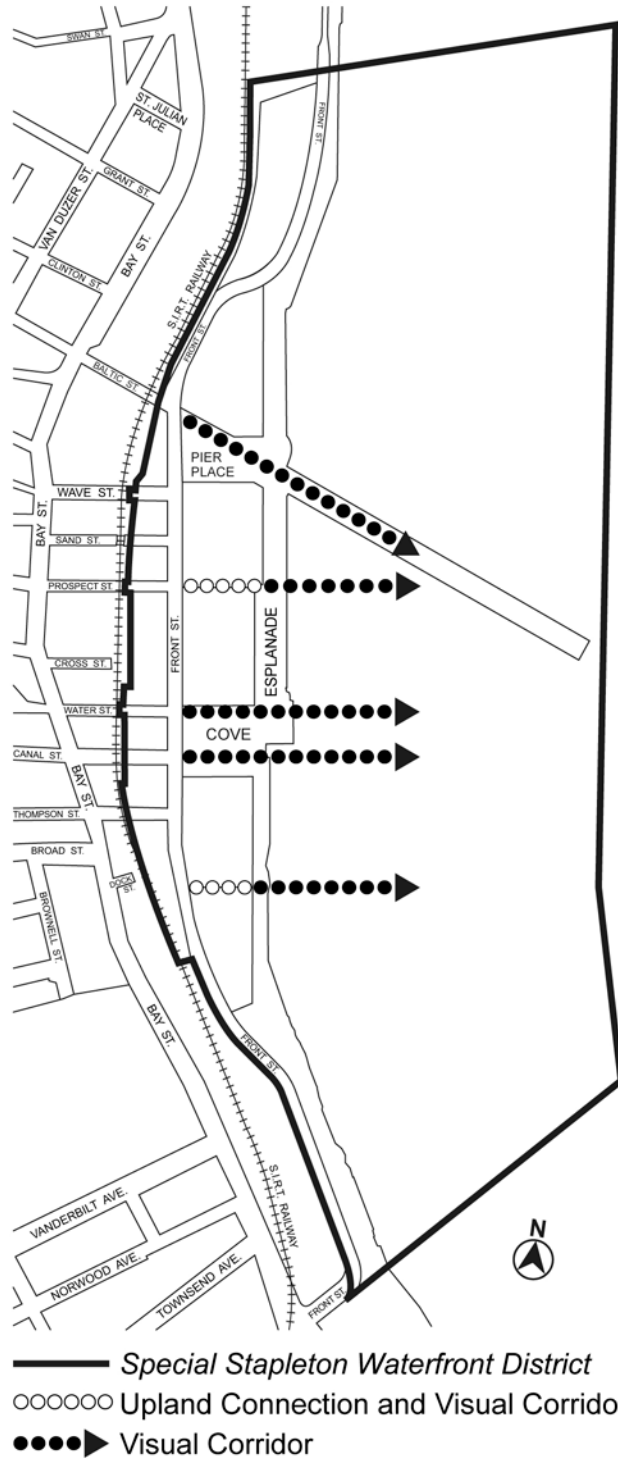 SWAN ST.
ST. JULIAN
PLACE
FRONT ST.
GRANT ST.
VAN DUZER ST.
BAY ST.
CLINTON ST.
S.I.R.T. RAILWAY
FRONT ST.
BALTIC ST.
PIER
PLACE
WAVE ST.
BAY ST.
SAND ST.
PROSPECT ST.
FRONT ST.
ESPLANADE
CROSS ST.
WATER ST.
COVE
CANAL ST.
BAY ST.
THOMPSON ST.
BROAD ST.
DOCK
ST.
BROWNELL ST.
BAY ST.
FRONT ST.
S.I.R.T. RAILWAY
VANDERBILT AVE.
NORWOOD AVE.
TOWNSEND AVE.
FRONT ST.
N
Special Stapleton Waterfront District
Upland Connection and Visual Corrido
Visual Corridor